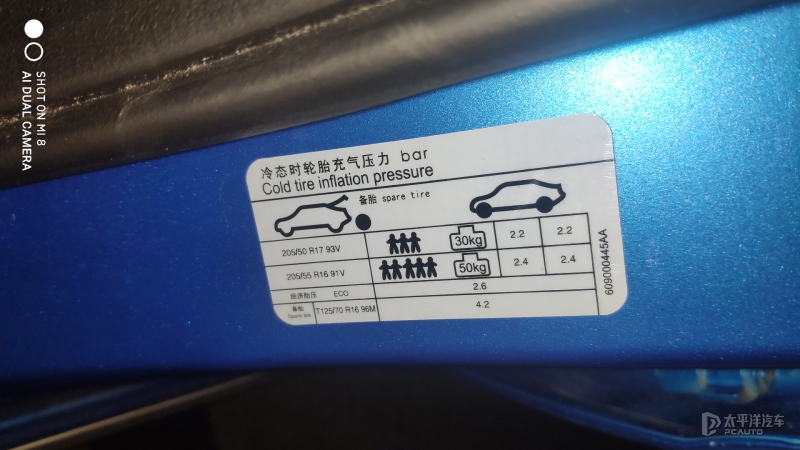 SHOT ON MI 8
AI DUAL CAMERA
冷态时轮胎充气压力 bar
Cold tire inflation pressure
备胎 spare tire
205/50 R17 93V
30kg
2.2
2.2
205/55 R16 91V
50kg
2.4
2.4
经济胎压 ECO
2.6
备胎
Spare tire
T125/70 R16 96M
4.2
609000445AA
太平洋汽车
PCAUTO